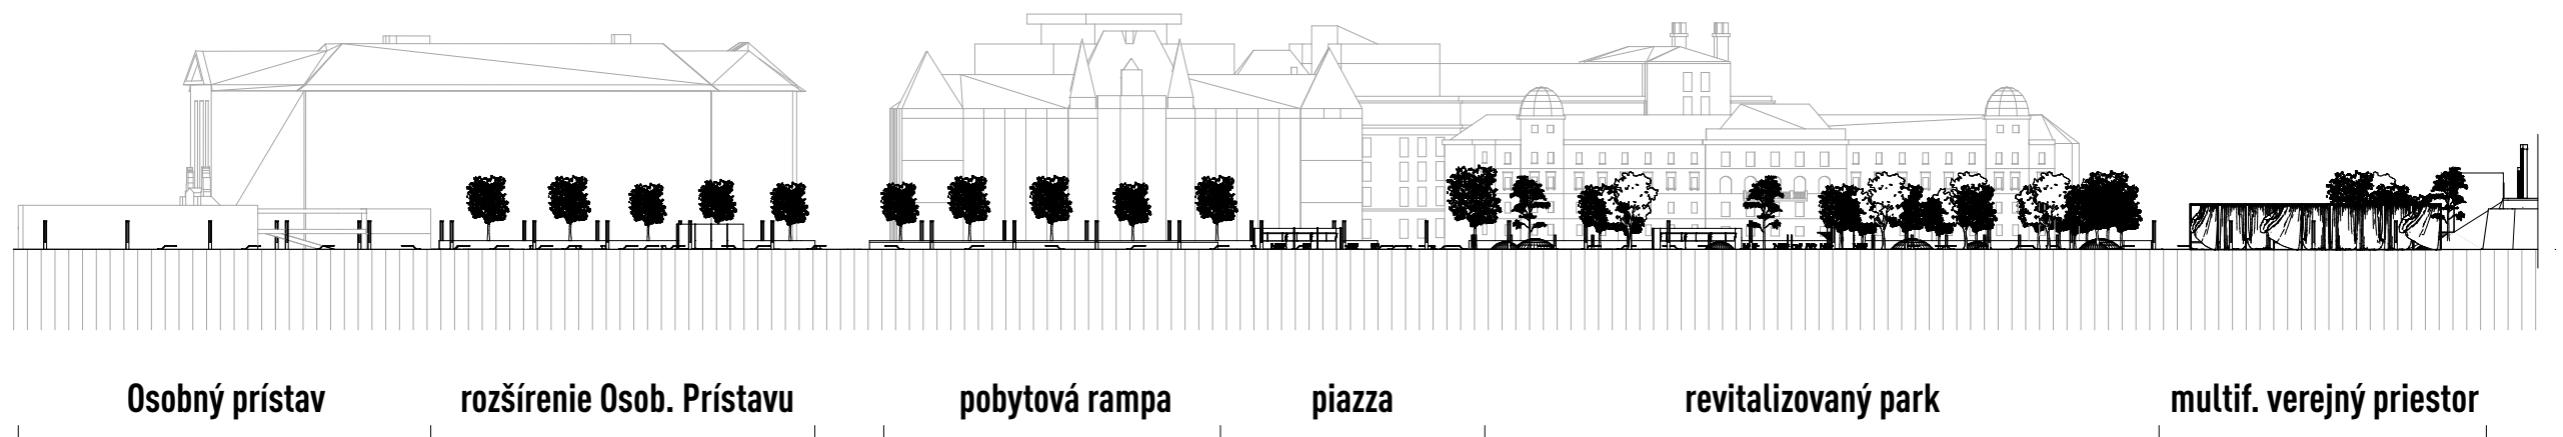 Osobný prístav
rozšírenie Osob. Prístavu
pobytová rampa
piazza
revitalizovaný park
multif. verejný priestor